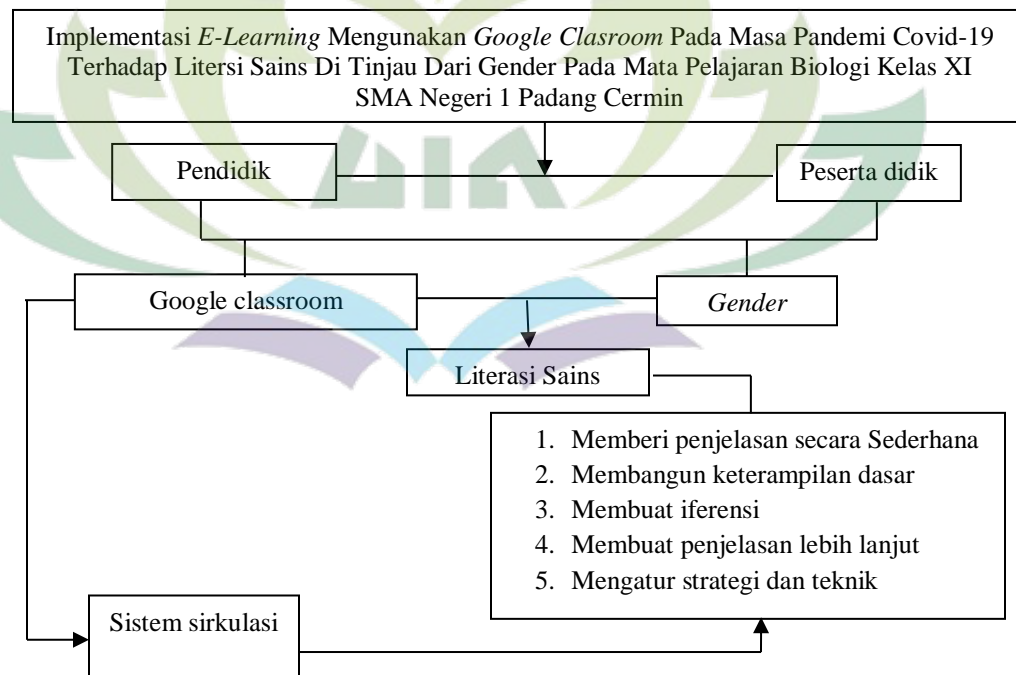 Implementasi E-Learning Mengunakan Google Clasroom Pada Masa Pandemi Covid-19
Terhadap Litersi Sains Di Tinjau Dari Gender Pada Mata Pelajaran Biologi Kelas XI
SMA Negeri 1 Padang Cermin
Pendidik
Peserta didik
Google classroom
Gender
Literasi Sains
1. Memberi penjelasan secara Sederhana
2. Membangun keterampilan dasar
3. Membuat iferensi
4. Membuat penjelasan lebih lanjut
5. Mengatur strategi dan teknik
Sistem sirkulasi